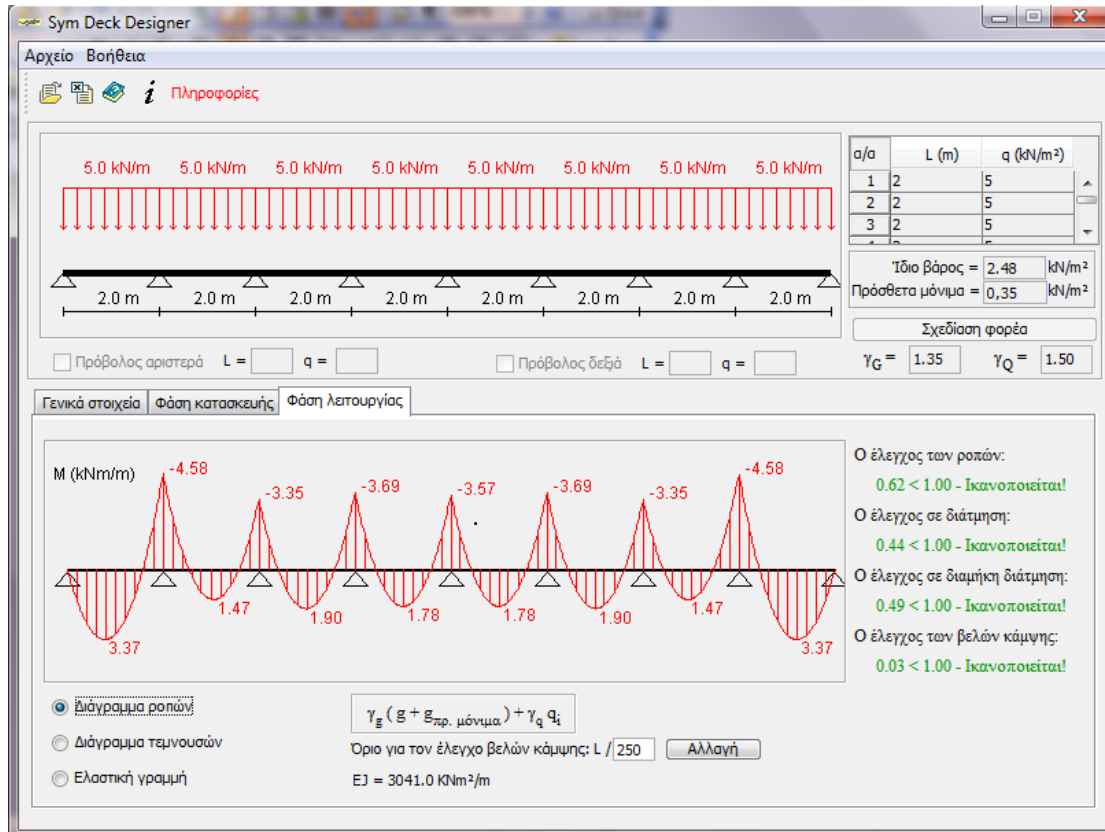 Sym Deck Designer
Αρχείο Βοήθεια
i Πληροφορίες
5.0 kN/m 5.0 kN/m 5.0 kN/m 5.0 kN/m 5.0 kN/m 5.0 kN/m 5.0 kN/m 5.0 kN/m
2.0 m 2.0 m 2.0 m 2.0 m 2.0 m 2.0 m 2.0 m 2.0 m
α/α L (m) q (kN/m²)
1 2 5
2 2 5
3 2 5
Ίδιο βάρος = 2.48 kN/m²
Πρόσθετα μόνιμα = 0,35 kN/m²
Σχεδίαση φορέα
Πρόβολος αριστερά L = q = Πρόβολος δεξιά L = q = γG = 1.35 γQ = 1.50
Γενικά στοιχεία Φάση κατασκευής Φάση λειτουργίας
M (kNm/m)
-4.58 -3.35 -3.69 -3.57 -3.69 -3.35 -4.58
3.37 1.47 1.90 1.78 1.78 1.90 1.47 3.37
Ο έλεγχος των ροπών:
0.62 < 1.00 - Ικανοποιείται!
Ο έλεγχος σε διάτμηση:
0.44 < 1.00 - Ικανοποιείται!
Ο έλεγχος σε διαμήκη διάτμηση:
0.49 < 1.00 - Ικανοποιείται!
Ο έλεγχος των βελών κάμψης:
0.03 < 1.00 - Ικανοποιείται!
Διάγραμμα ροπών
Διάγραμμα τεμνουσών
Ελαστική γραμμή
γg ( g + gπρ. μόνιμα ) + γq qi
Όριο για τον έλεγχο βελών κάμψης: L / 250 Αλλαγή
EJ = 3041.0 KNm²/m